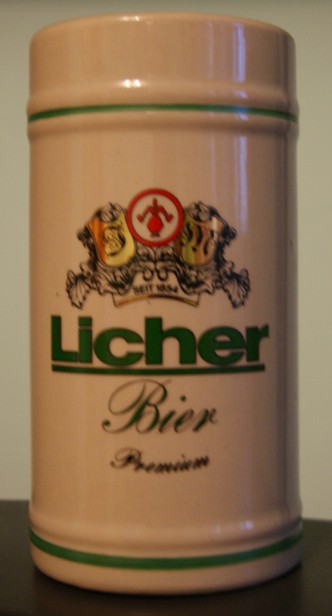 SEIT 1854
Licher
Bier
Premium